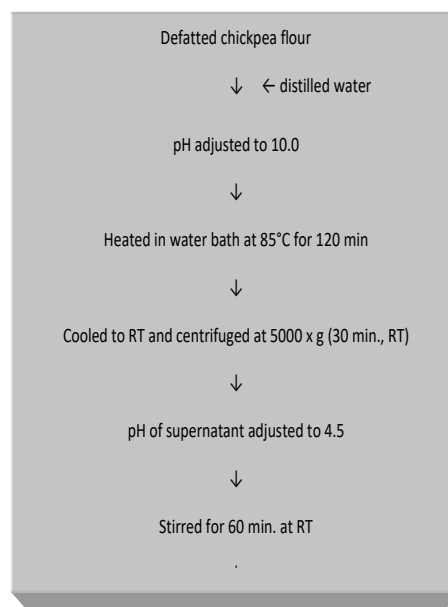 Defatted chickpea flour
↓ ← distilled water
pH adjusted to 10.0
↓
Heated in water bath at 85°C for 120 min
↓
Cooled to RT and centrifuged at 5000 x g (30 min., RT)
↓
pH of supernatant adjusted to 4.5
↓
Stirred for 60 min. at RT
.